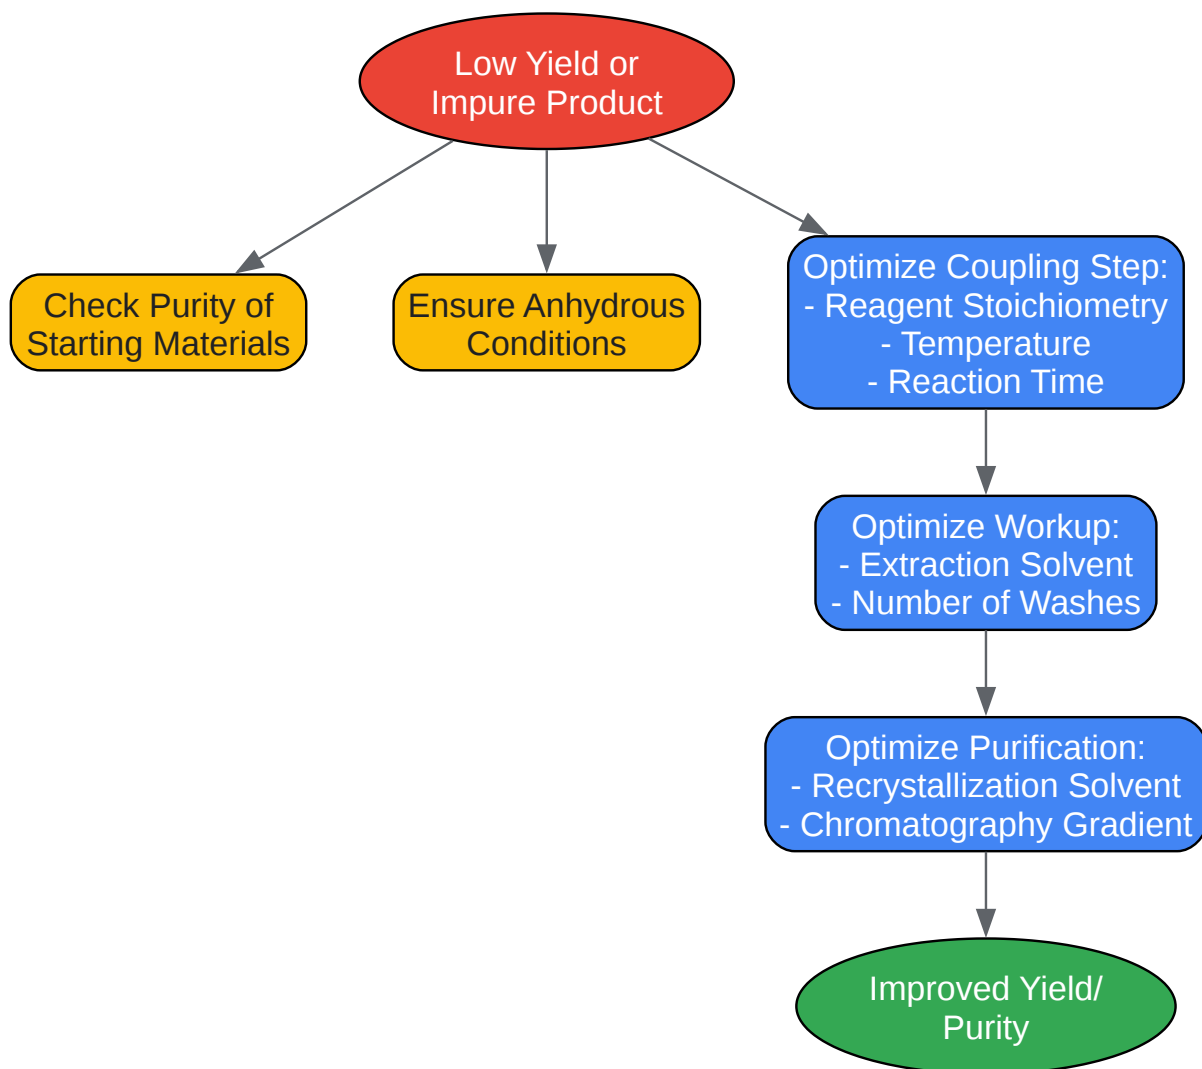 Low Yield or
Impure Product
Check Purity of
Starting Materials
Ensure Anhydrous
Conditions
Optimize Coupling Step:
- Reagent Stoichiometry
- Temperature
- Reaction Time
Optimize Workup:
- Extraction Solvent
- Number of Washes
Optimize Purification:
- Recrystallization Solvent
- Chromatography Gradient
Improved Yield/
Purity